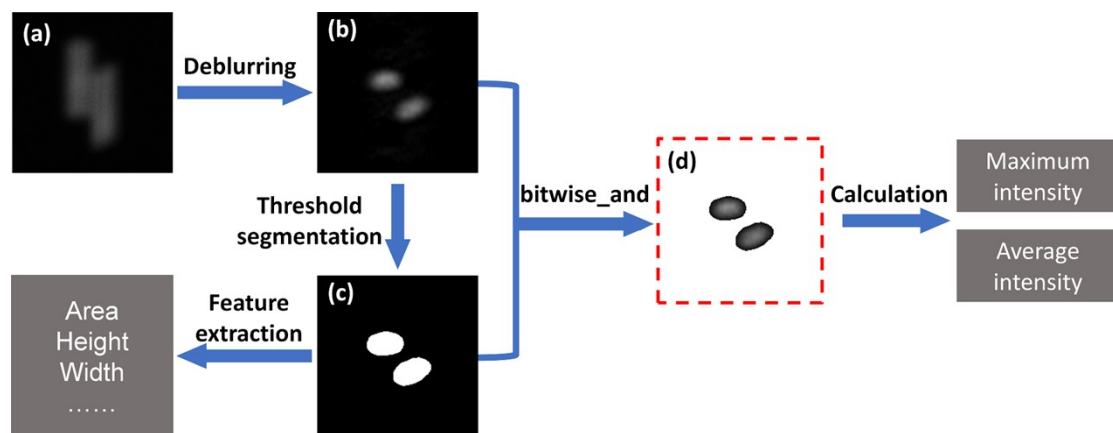 (a)
Deblurring
(b)
Threshold
segmentation
bitwise_and
(d)
Calculation
Maximum
intensity
Average
intensity
Area
Height
Width
……
Feature
extraction
(c)